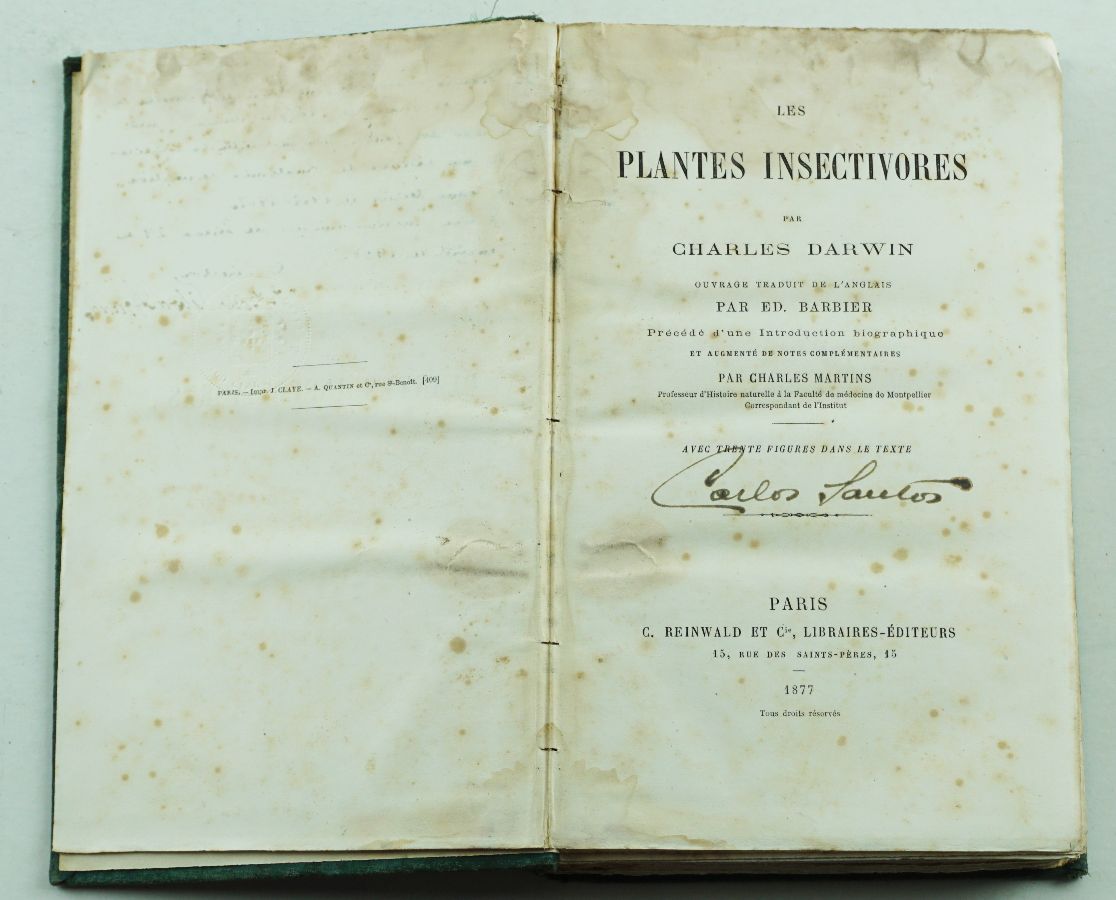 PARIS. — Impr. J. CLAYE. — A. QUANTIN et Cⁱᵉ, rue Sᵗ-Benoît. [409]
LES
PLANTES INSECTIVORES
PAR
CHARLES DARWIN
OUVRAGE TRADUIT DE L'ANGLAIS
PAR ED. BARBIER
Précédé d'une Introduction biographique
ET AUGMENTÉ DE NOTES COMPLÉMENTAIRES
PAR CHARLES MARTINS
Professeur d'Histoire naturelle à la Faculté de médecine de Montpellier
Correspondant de l'Institut
AVEC TRENTE FIGURES DANS LE TEXTE
Carlos Santos
PARIS
C. REINWALD ET Cⁱᵉ, LIBRAIRES-ÉDITEURS
15, RUE DES SAINTS-PÈRES, 15
1877
Tous droits réservés